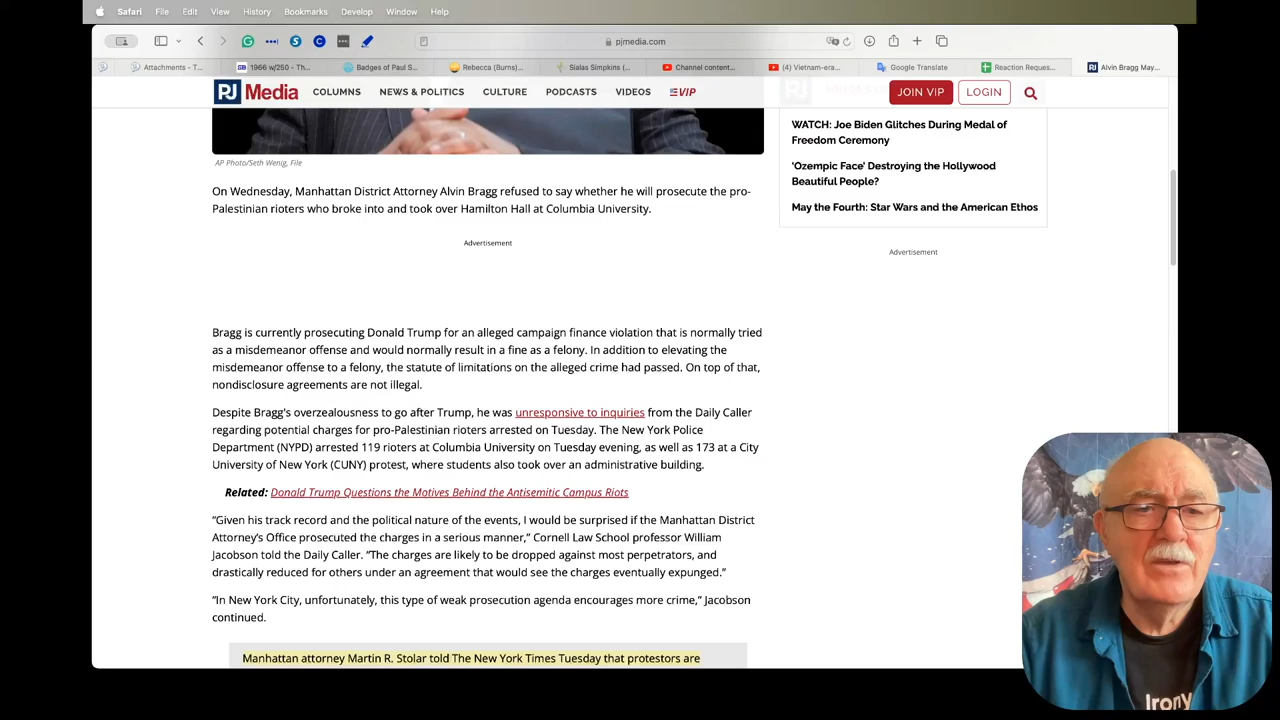 Safari File Edit View History Bookmarks Develop Window Help
pjmedia.com
Attachments - T...
1966 w/250 - Th...
Badges of Paul S...
Rebecca (Burns)...
Sialas Simpkins (...
Channel content...
(4) Vietnam-era...
Google Translate
Reaction Reques...
Alvin Bragg May...
PJ Media COLUMNS NEWS & POLITICS CULTURE PODCASTS VIDEOS VIP JOIN VIP LOGIN
AP Photo/Seth Wenig, File
On Wednesday, Manhattan District Attorney Alvin Bragg refused to say whether he will prosecute the pro-
Palestinian rioters who broke into and took over Hamilton Hall at Columbia University.
Advertisement
Bragg is currently prosecuting Donald Trump for an alleged campaign finance violation that is normally tried
as a misdemeanor offense and would normally result in a fine as a felony. In addition to elevating the
misdemeanor offense to a felony, the statute of limitations on the alleged crime had passed. On top of that,
nondisclosure agreements are not illegal.
Despite Bragg's overzealousness to go after Trump, he was unresponsive to inquiries from the Daily Caller
regarding potential charges for pro-Palestinian rioters arrested on Tuesday. The New York Police
Department (NYPD) arrested 119 rioters at Columbia University on Tuesday evening, as well as 173 at a City
University of New York (CUNY) protest, where students also took over an administrative building.
Related: Donald Trump Questions the Motives Behind the Antisemitic Campus Riots
“Given his track record and the political nature of the events, I would be surprised if the Manhattan District
Attorney’s Office prosecuted the charges in a serious manner,” Cornell Law School professor William
Jacobson told the Daily Caller. “The charges are likely to be dropped against most perpetrators, and
drastically reduced for others under an agreement that would see the charges eventually expunged.”
“In New York City, unfortunately, this type of weak prosecution agenda encourages more crime,” Jacobson
continued.
Manhattan attorney Martin R. Stolar told The New York Times Tuesday that protestors are
WATCH: Joe Biden Glitches During Medal of
Freedom Ceremony
‘Ozempic Face’ Destroying the Hollywood
Beautiful People?
May the Fourth: Star Wars and the American Ethos
Advertisement
Irony